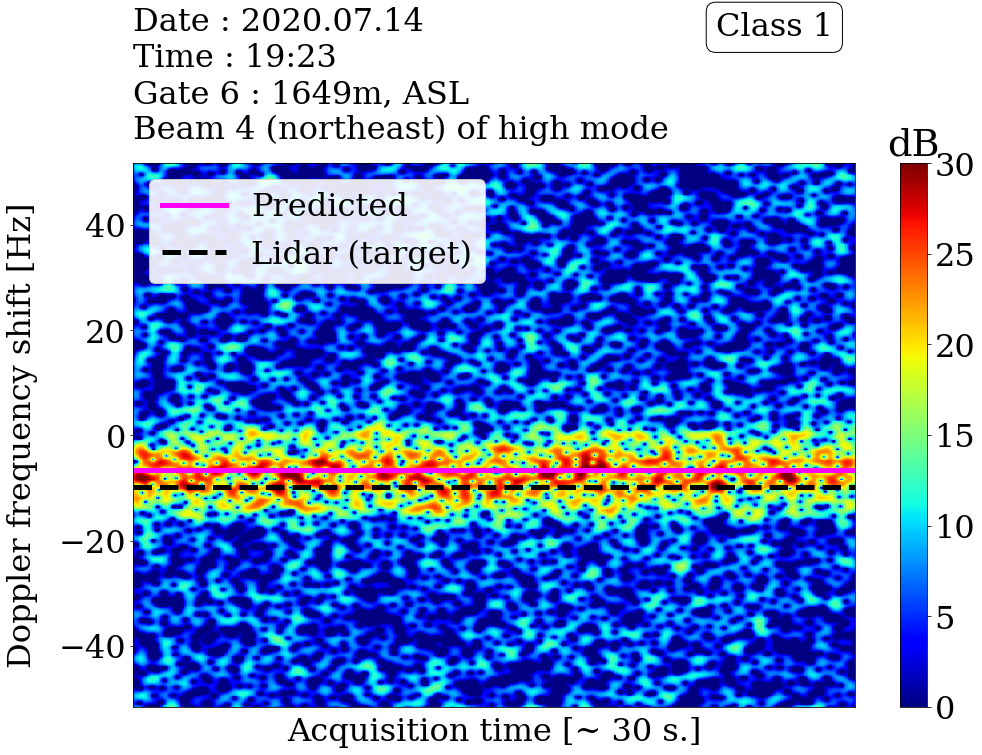 Date : 2020.07.14
Time : 19:23
Gate 6 : 1649m, ASL
Beam 4 (northeast) of high mode
Class 1
dB
Predicted
Lidar (target)
Doppler frequency shift [Hz]
40
20
0
−20
−40
Acquisition time [~ 30 s.]
30
25
20
15
10
5
0